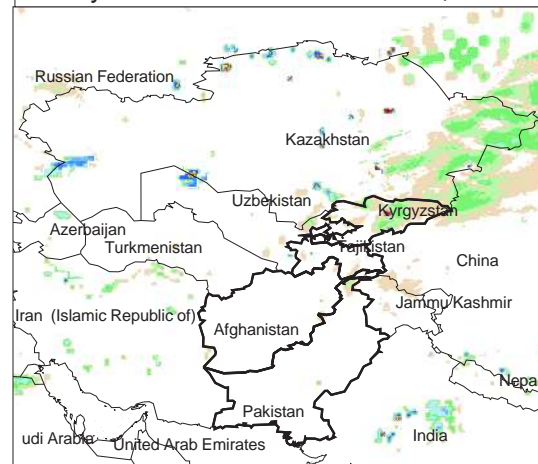 Russian Federation
Kazakhstan
Uzbekistan
Kyrgyzstan
Azerbaijan
Turkmenistan
Tajikistan
China
Jammu Kashmir
Iran (Islamic Republic of)
Afghanistan
Nepa
Pakistan
udi Arabia
United Arab Emirates
India